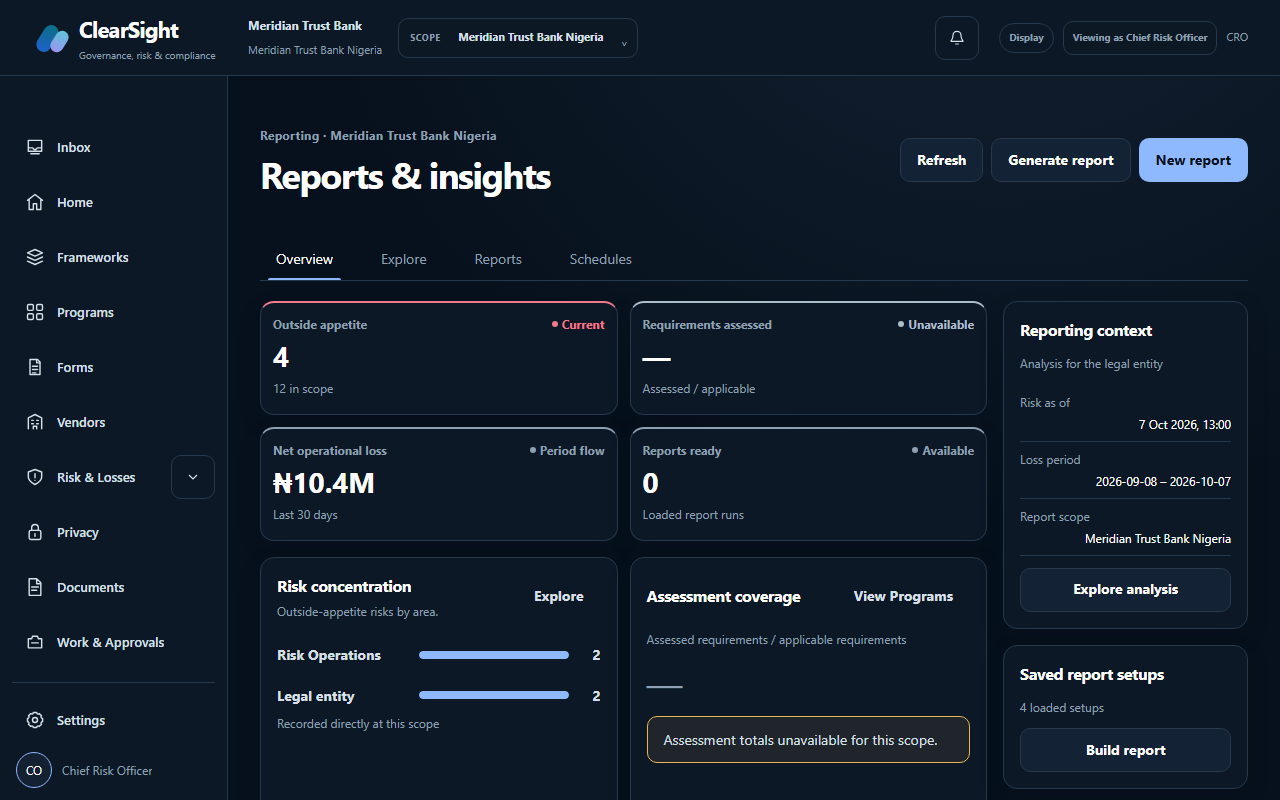 ClearSight
Governance, risk & compliance
Meridian Trust Bank
Meridian Trust Bank Nigeria
SCOPE Meridian Trust Bank Nigeria
Display
Viewing as Chief Risk Officer
CRO
Inbox
Home
Frameworks
Programs
Forms
Vendors
Risk & Losses
Privacy
Documents
Work & Approvals
Settings
CO Chief Risk Officer
Reporting · Meridian Trust Bank Nigeria
Reports & insights
Refresh
Generate report
New report
Overview
Explore
Reports
Schedules
Outside appetite
Current
4
12 in scope
Requirements assessed
Unavailable
—
Assessed / applicable
Net operational loss
Period flow
₦10.4M
Last 30 days
Reports ready
Available
0
Loaded report runs
Risk concentration
Outside-appetite risks by area.
Explore
Risk Operations 2
Legal entity 2
Recorded directly at this scope
Assessment coverage
View Programs
Assessed requirements / applicable requirements
—
Assessment totals unavailable for this scope.
Reporting context
Analysis for the legal entity
Risk as of
7 Oct 2026, 13:00
Loss period
2026-09-08 – 2026-10-07
Report scope
Meridian Trust Bank Nigeria
Explore analysis
Saved report setups
4 loaded setups
Build report